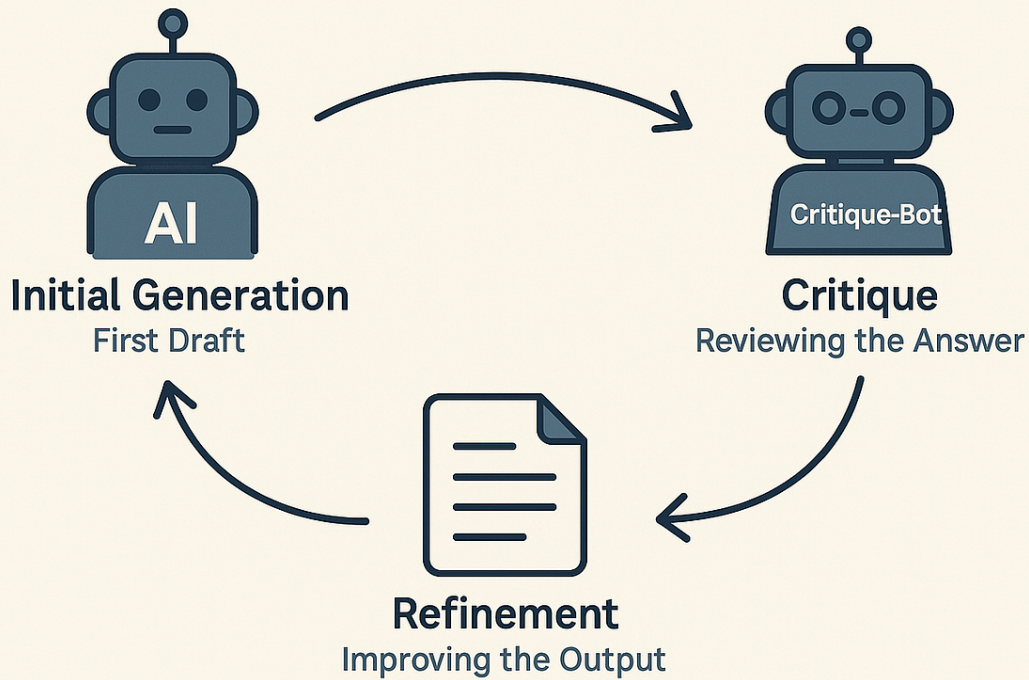 AI
Initial Generation
First Draft
Critique-Bot
Critique
Reviewing the Answer
Refinement
Improving the Output